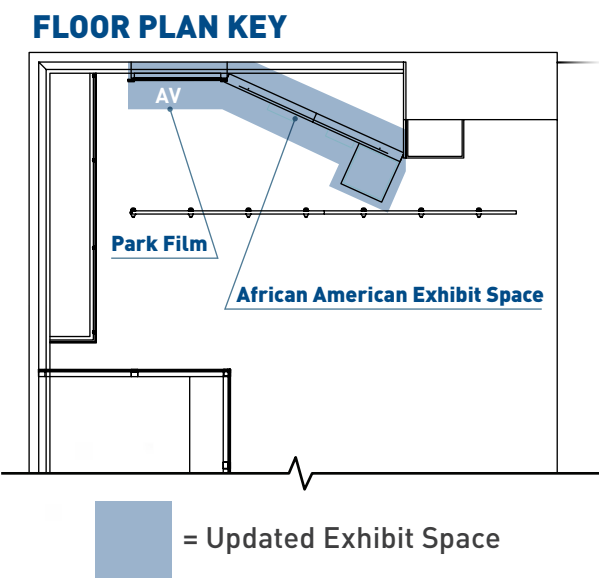 FLOOR PLAN KEY
AV
Park Film
African American Exhibit Space
= Updated Exhibit Space